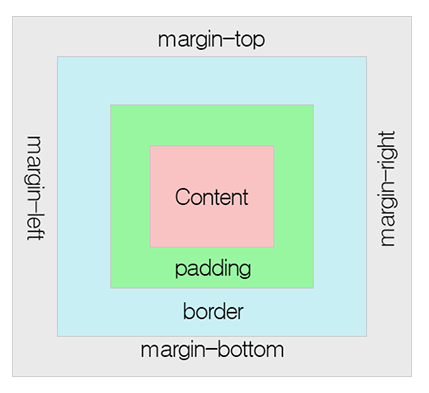 margin-top
margin-left
margin-right
Content
padding
border
margin-bottom